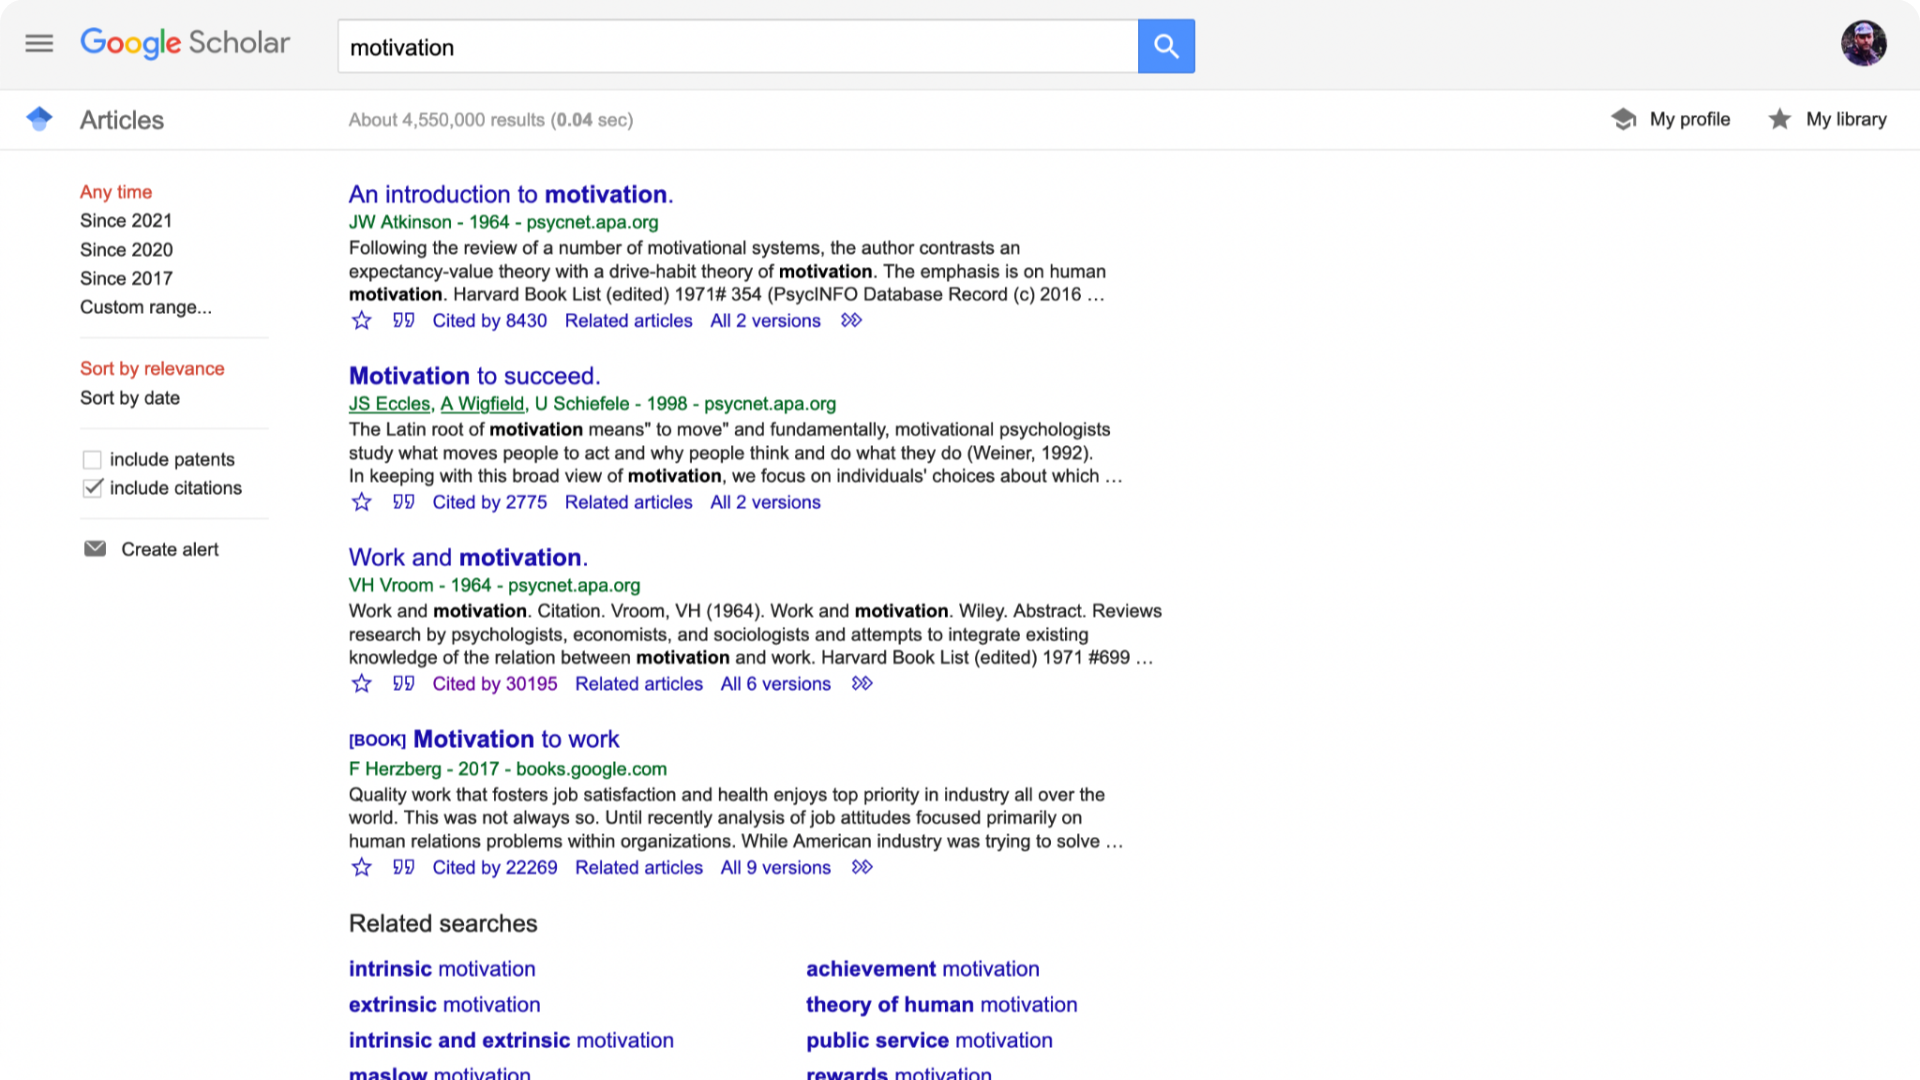 Google Scholar
motivation
Articles
About 4,550,000 results (0.04 sec)
My profile
My library
Any time
Since 2021
Since 2020
Since 2017
Custom range...
Sort by relevance
Sort by date
include patents
include citations
Create alert
An introduction to motivation.
JW Atkinson - 1964 - psycnet.apa.org
Following the review of a number of motivational systems, the author contrasts an
expectancy-value theory with a drive-habit theory of motivation. The emphasis is on human
motivation. Harvard Book List (edited) 1971# 354 (PsycINFO Database Record (c) 2016 …
Cited by 8430 Related articles All 2 versions
Motivation to succeed.
JS Eccles, A Wigfield, U Schiefele - 1998 - psycnet.apa.org
The Latin root of motivation means" to move" and fundamentally, motivational psychologists
study what moves people to act and why people think and do what they do (Weiner, 1992).
In keeping with this broad view of motivation, we focus on individuals' choices about which …
Cited by 2775 Related articles All 2 versions
Work and motivation.
VH Vroom - 1964 - psycnet.apa.org
Work and motivation. Citation. Vroom, VH (1964). Work and motivation. Wiley. Abstract. Reviews
research by psychologists, economists, and sociologists and attempts to integrate existing
knowledge of the relation between motivation and work. Harvard Book List (edited) 1971 #699 …
Cited by 30195 Related articles All 6 versions
[BOOK] Motivation to work
F Herzberg - 2017 - books.google.com
Quality work that fosters job satisfaction and health enjoys top priority in industry all over the
world. This was not always so. Until recently analysis of job attitudes focused primarily on
human relations problems within organizations. While American industry was trying to solve …
Cited by 22269 Related articles All 9 versions
Related searches
intrinsic motivation
achievement motivation
extrinsic motivation
theory of human motivation
intrinsic and extrinsic motivation
public service motivation
maslow motivation
rewards motivation